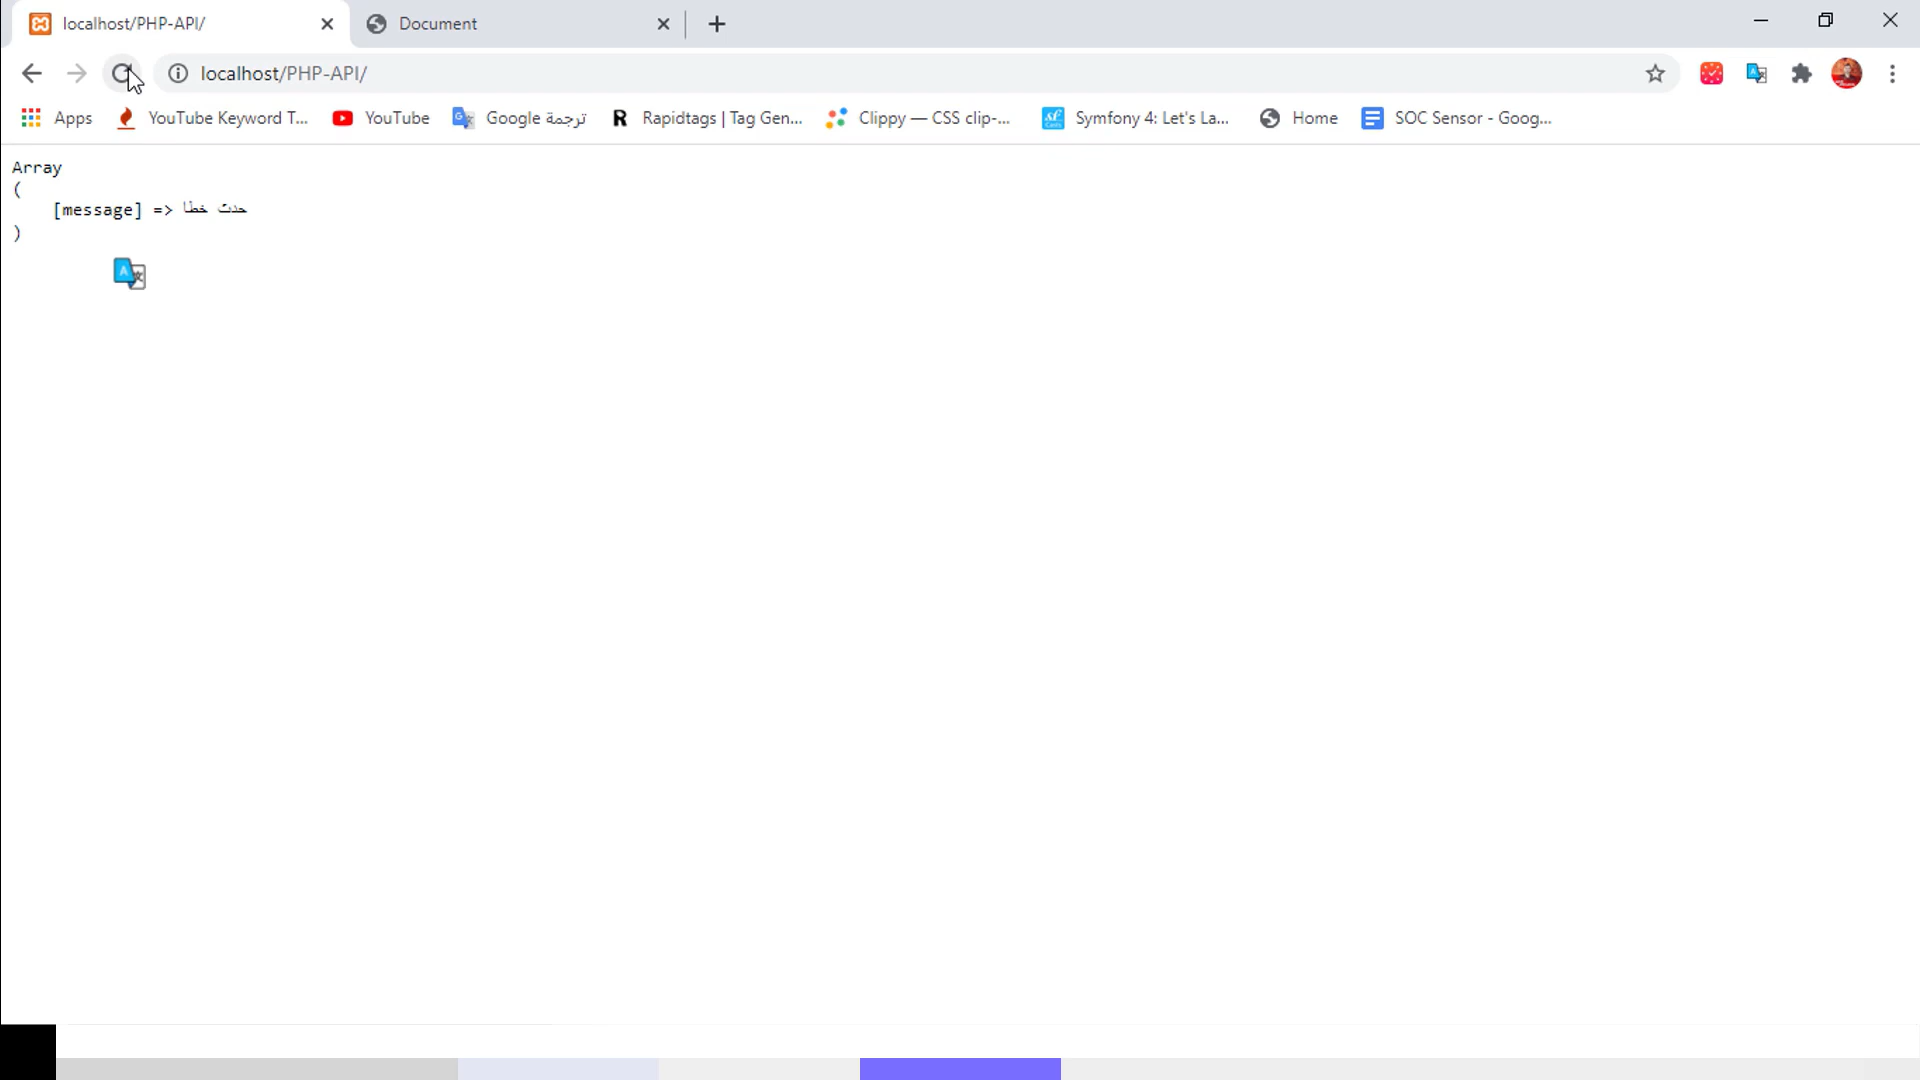 localhost/PHP-API/
Document
localhost/PHP-API/
Apps
YouTube Keyword T...
YouTube
Google ترجمة
Rapidtags | Tag Gen...
Clippy — CSS clip-...
Symfony 4: Let's La...
Home
SOC Sensor - Goog...
Array
(
[message] => حدث خطا
)